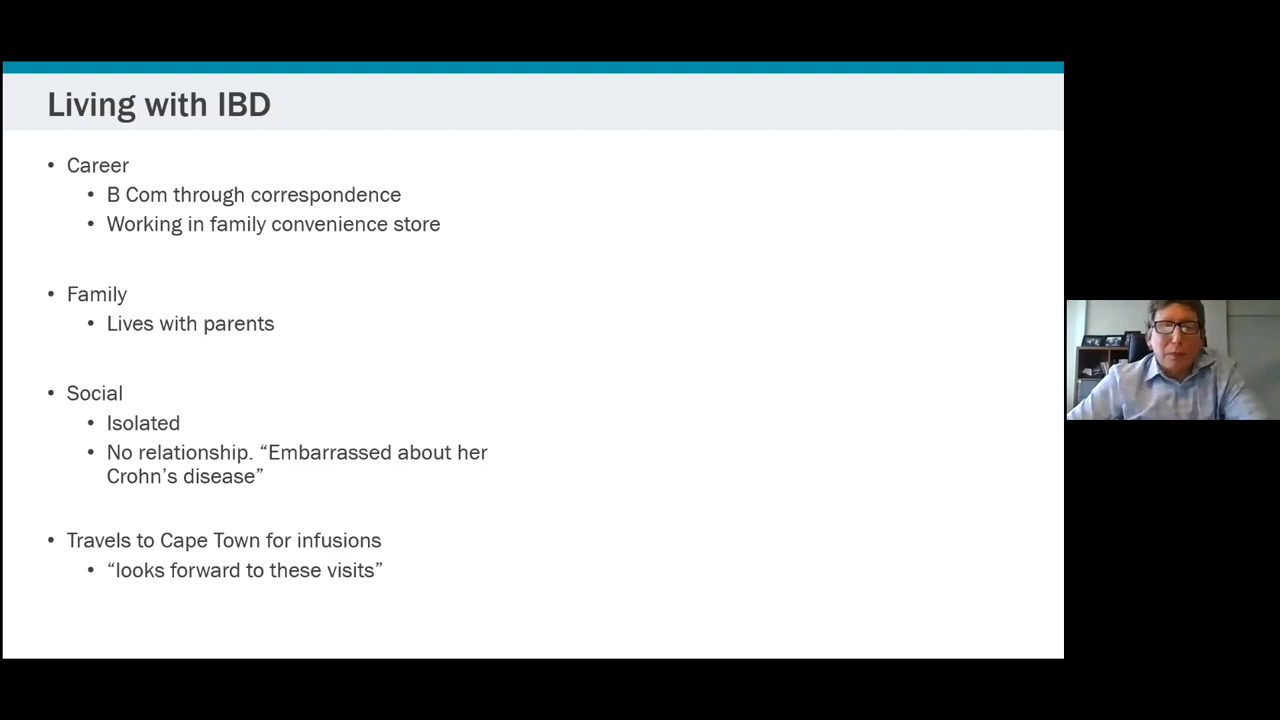 Living with IBD
• Career
• B Com through correspondence
• Working in family convenience store
• Family
• Lives with parents
• Social
• Isolated
• No relationship. “Embarrassed about her
Crohn’s disease”
• Travels to Cape Town for infusions
• “looks forward to these visits”